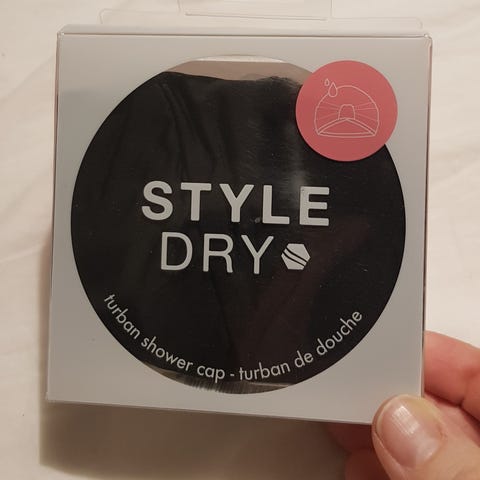 STYLE
DRY
turban shower cap - turban de douche